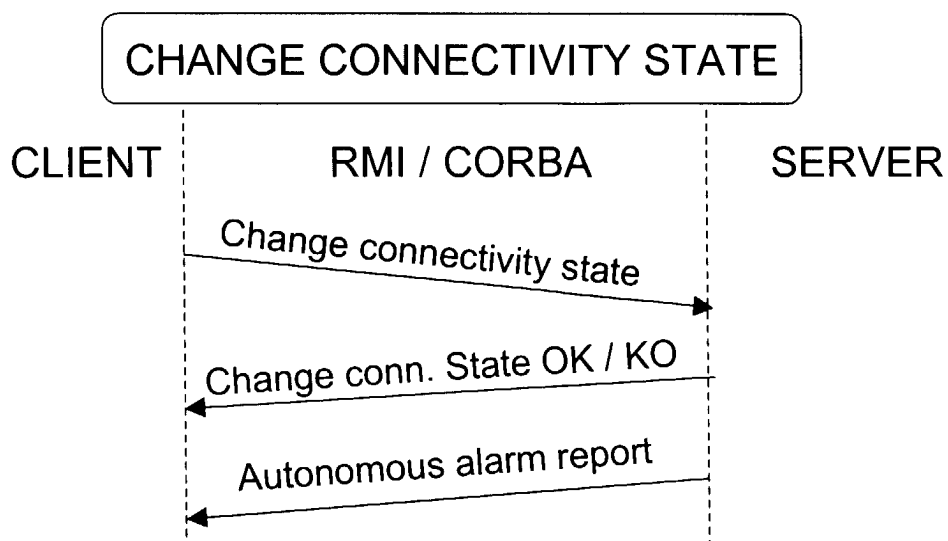 CHANGE CONNECTIVITY STATE
CLIENT RMI / CORBA SERVER
Change connectivity state
Change conn. State OK / KO
Autonomous alarm report